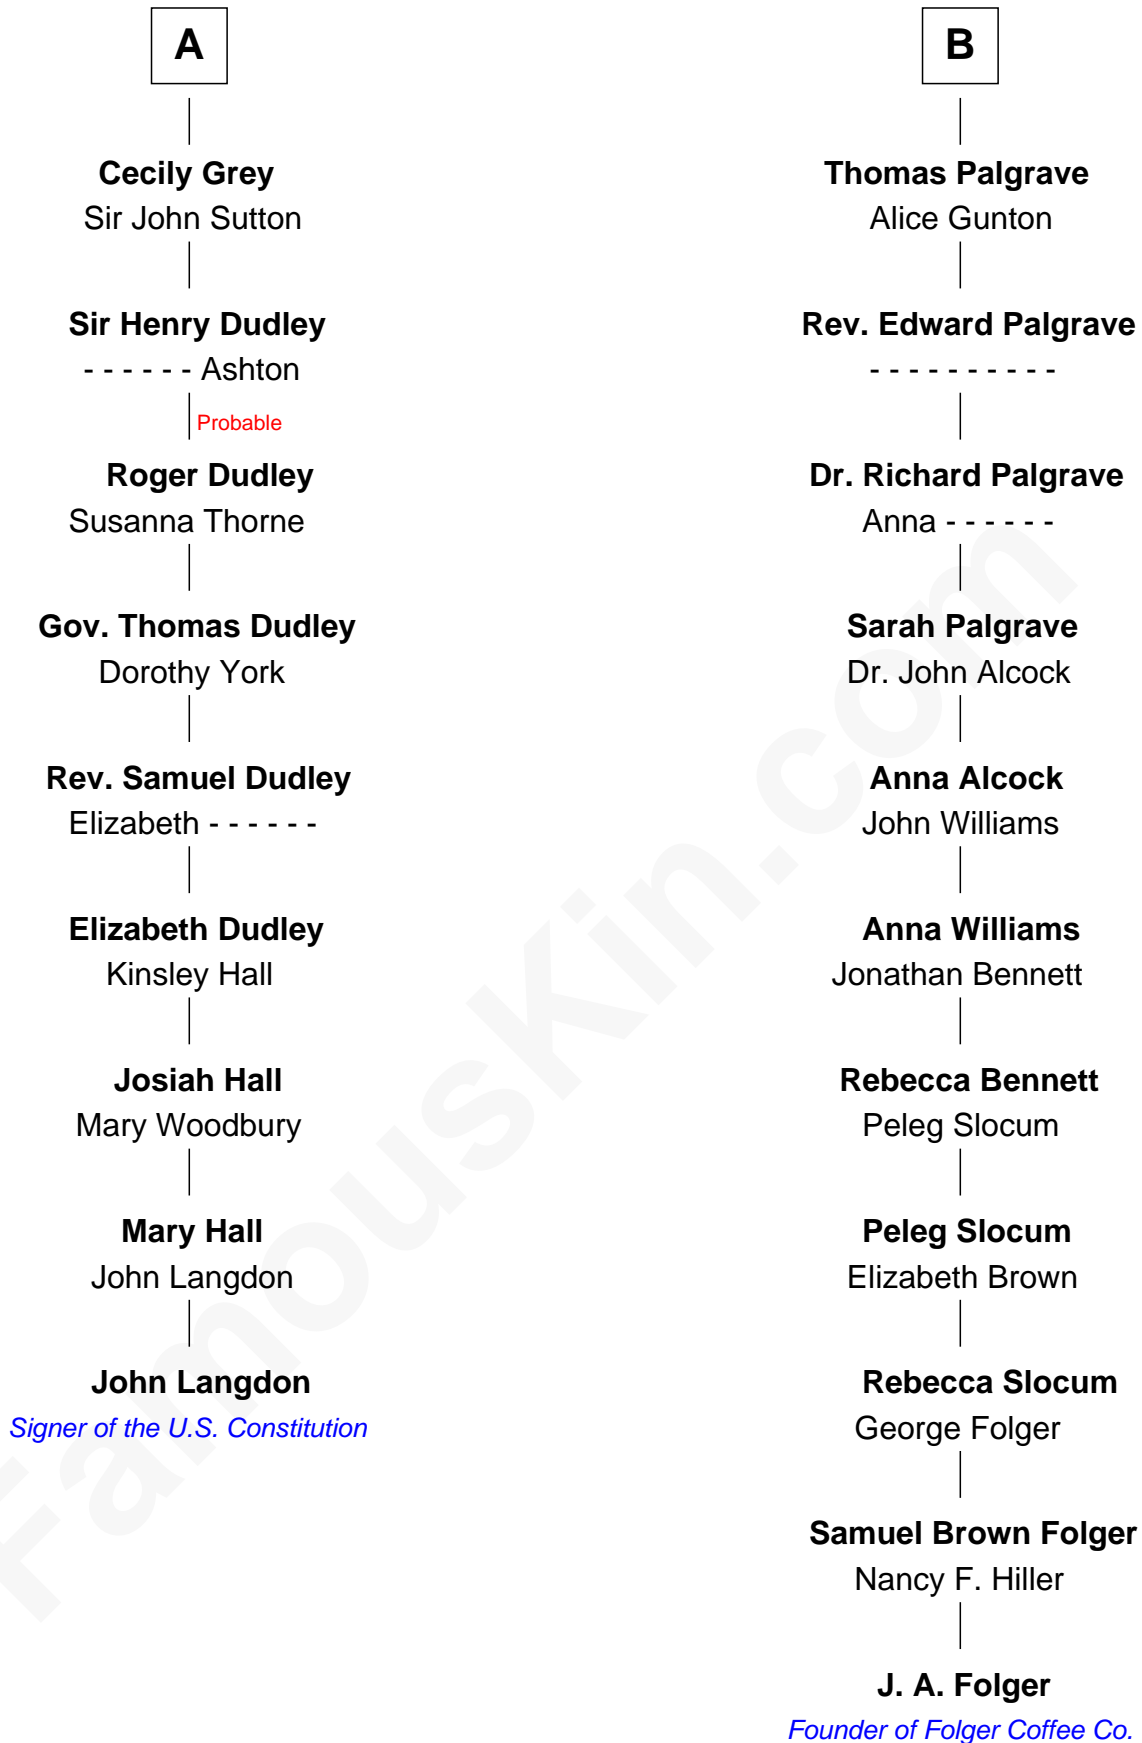 A
Cecily Grey
Sir John Sutton
Sir Henry Dudley
- - - - - - Ashton
Probable
Roger Dudley
Susanna Thorne
Gov. Thomas Dudley
Dorothy York
Rev. Samuel Dudley
Elizabeth - - - - - -
Elizabeth Dudley
Kinsley Hall
Josiah Hall
Mary Woodbury
Mary Hall
John Langdon
John Langdon
Signer of the U.S. Constitution
B
Thomas Palgrave
Alice Gunton
Rev. Edward Palgrave
- - - - - - - - - -
Dr. Richard Palgrave
Anna - - - - - -
Sarah Palgrave
Dr. John Alcock
Anna Alcock
John Williams
Anna Williams
Jonathan Bennett
Rebecca Bennett
Peleg Slocum
Peleg Slocum
Elizabeth Brown
Rebecca Slocum
George Folger
Samuel Brown Folger
Nancy F. Hiller
J. A. Folger
Founder of Folger Coffee Co.
FamousKin.com